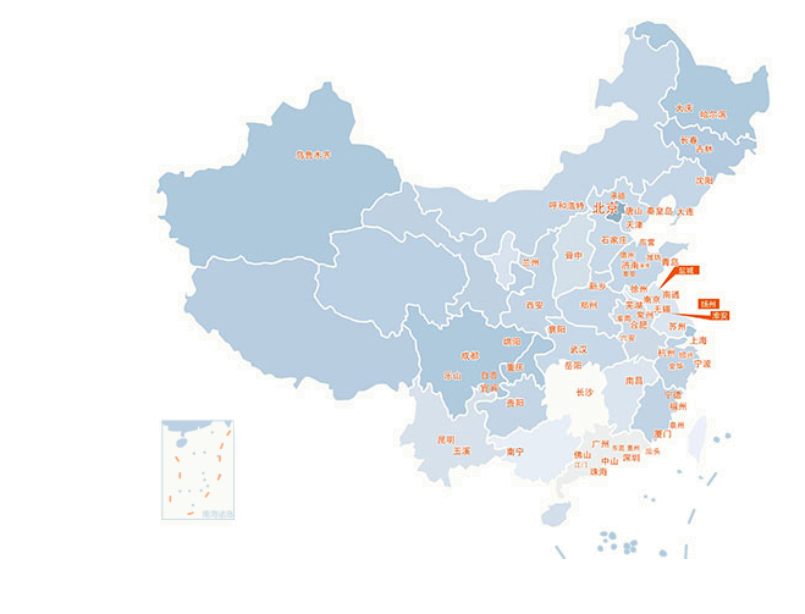 大庆
哈尔滨
长春
吉林
乌鲁木齐
沈阳
承德
呼和浩特
北京
唐山
秦皇岛
大连
天津
石家庄
东营
晋中
德州
潍坊
兰州
济南
青岛
盐城
泰安
新乡
徐州
南京
南通
扬州
西安
郑州
芜湖
无锡
淮安
常州
淮南
合肥
苏州
襄阳
六安
上海
绵阳
武汉
杭州
绍兴
成都
岳阳
宁波
重庆
金华
乐山
自贡
南昌
宜宾
长沙
宁德
贵阳
福州
泉州
昆明
厦门
广州
玉溪
南宁
东莞
惠州
汕头
佛山
深圳
江门
中山
珠海
南海诸岛